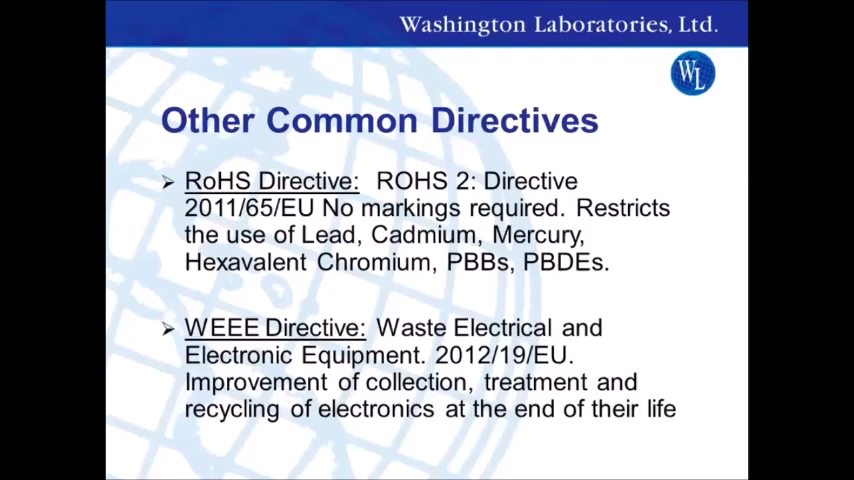 Washington Laboratories, Ltd.
WL
Other Common Directives
➢ RoHS Directive: ROHS 2: Directive
2011/65/EU No markings required. Restricts
the use of Lead, Cadmium, Mercury,
Hexavalent Chromium, PBBs, PBDEs.
➢ WEEE Directive: Waste Electrical and
Electronic Equipment. 2012/19/EU.
Improvement of collection, treatment and
recycling of electronics at the end of their life